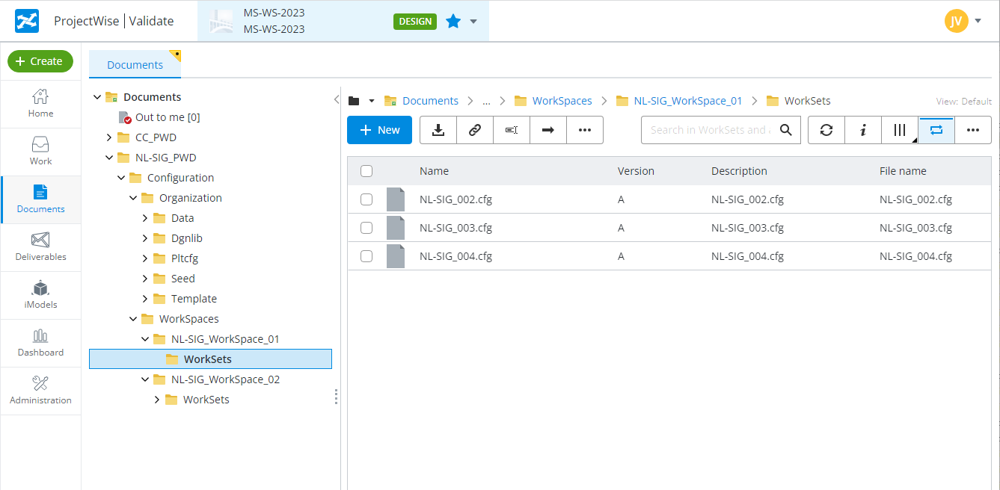 ProjectWise | Validate
MS-WS-2023
MS-WS-2023
DESIGN
JV
+ Create
Home
Work
Documents
Deliverables
iModels
Dashboard
Administration
Documents
Documents
Out to me [0]
CC_PWD
NL-SIG_PWD
Configuration
Organization
Data
Dgnlib
Pltcfg
Seed
Template
WorkSpaces
NL-SIG_WorkSpace_01
WorkSets
NL-SIG_WorkSpace_02
WorkSets
Documents > ... > WorkSpaces > NL-SIG_WorkSpace_01 > WorkSets
View: Default
+ New
Search in WorkSets and
Name Version Description File name
NL-SIG_002.cfg A NL-SIG_002.cfg NL-SIG_002.cfg
NL-SIG_003.cfg A NL-SIG_003.cfg NL-SIG_003.cfg
NL-SIG_004.cfg A NL-SIG_004.cfg NL-SIG_004.cfg